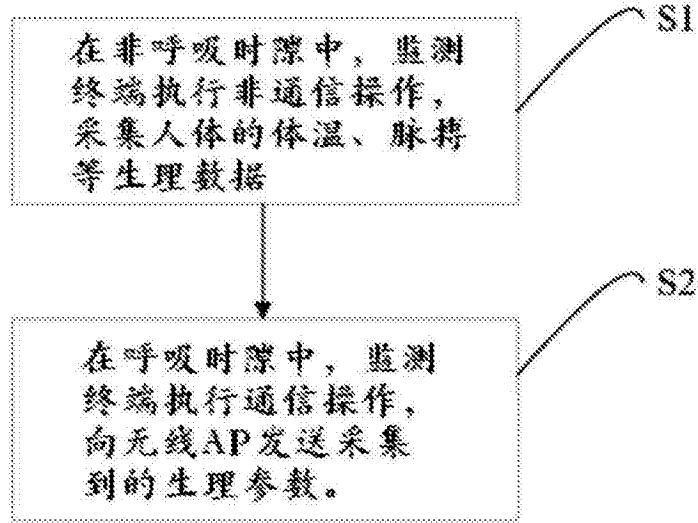 S1
在非呼吸时隙中，监测
终端执行非通信操作，
采集人体的体温、脉搏
等生理数据
S2
在呼吸时隙中，监测
终端执行通信操作，
向无线AP发送采集
到的生理参数。